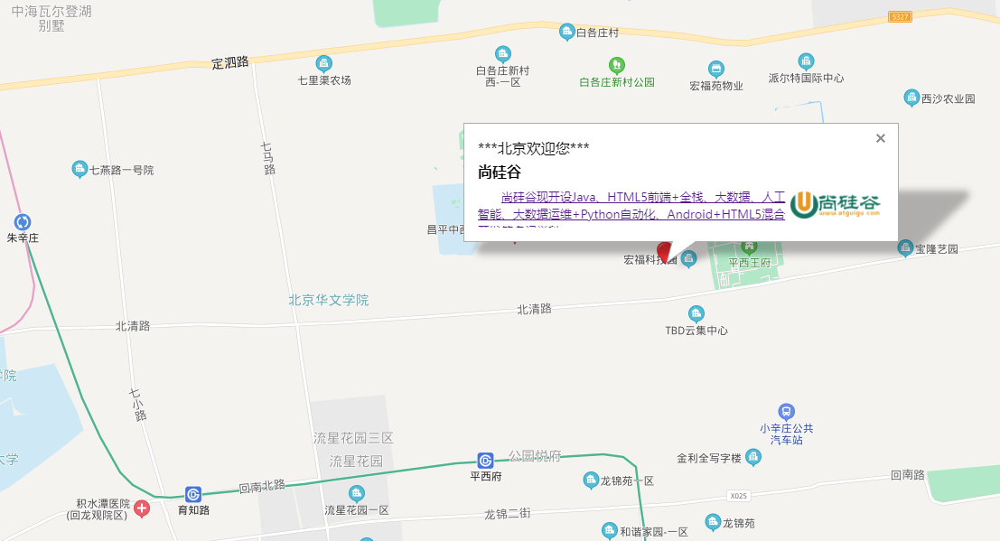 中海瓦尔登湖
别墅
S327
白各庄村
定泗路
七里渠农场
白各庄新村
西-一区
白各庄新村公园
宏福苑物业
派尔特国际中心
西沙农业园
***北京欢迎您***
尚硅谷
尚硅谷现开设Java、HTML5前端+全栈、大数据、人工
智能、大数据运维+Python自动化、Android+HTML5混合
尚硅谷
www.atguigu.com
七马路
七燕路一号院
朱辛庄
昌平中西
宏福科技园
平西王府
宝隆艺园
北京华文学院
北清路
北清路
TBD云集中心
学院
七小路
大学
流星花园三区
流星花园
公园悦府
平西府
小辛庄公共
汽车站
金利全写字楼
龙锦苑一区
回南路
X025
回南北路
积水潭医院
(回龙观院区)
育知路
流星花园一区
龙锦二街
和谐家园-一区
龙锦苑